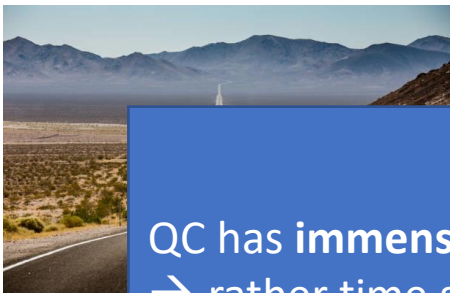 QC has immens
→ rather time